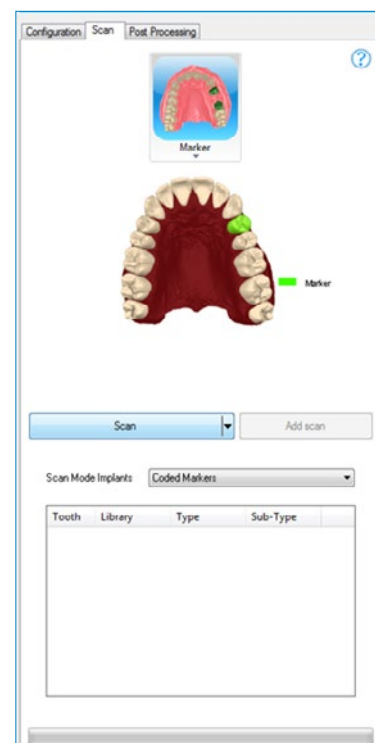 Configuration Scan Post Processing
?
Marker
Marker
Scan Add scan
Scan Mode Implants Coded Markers
Tooth Library Type Sub-Type